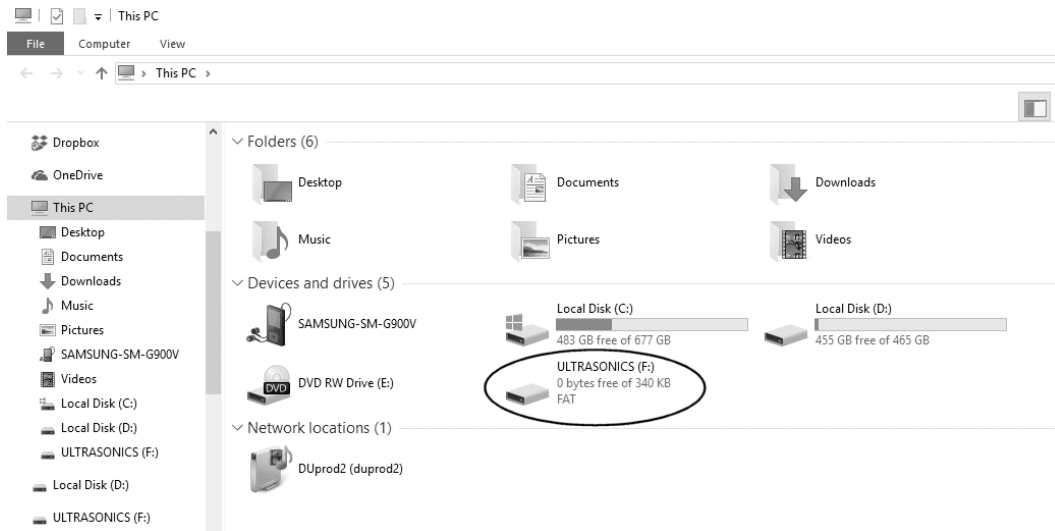 This PC
File Computer View
This PC
Dropbox
OneDrive
This PC
Desktop
Documents
Downloads
Music
Pictures
SAMSUNG-SM-G900V
Videos
Local Disk (C:)
Local Disk (D:)
ULTRASONICS (F:)
Local Disk (D:)
ULTRASONICS (F:)
Folders (6)
Desktop
Documents
Downloads
Music
Pictures
Videos
Devices and drives (5)
SAMSUNG-SM-G900V
Local Disk (C:)
483 GB free of 677 GB
Local Disk (D:)
455 GB free of 465 GB
DVD
DVD RW Drive (E:)
ULTRASONICS (F:)
0 bytes free of 340 KB
FAT
Network locations (1)
DUprod2 (duprod2)